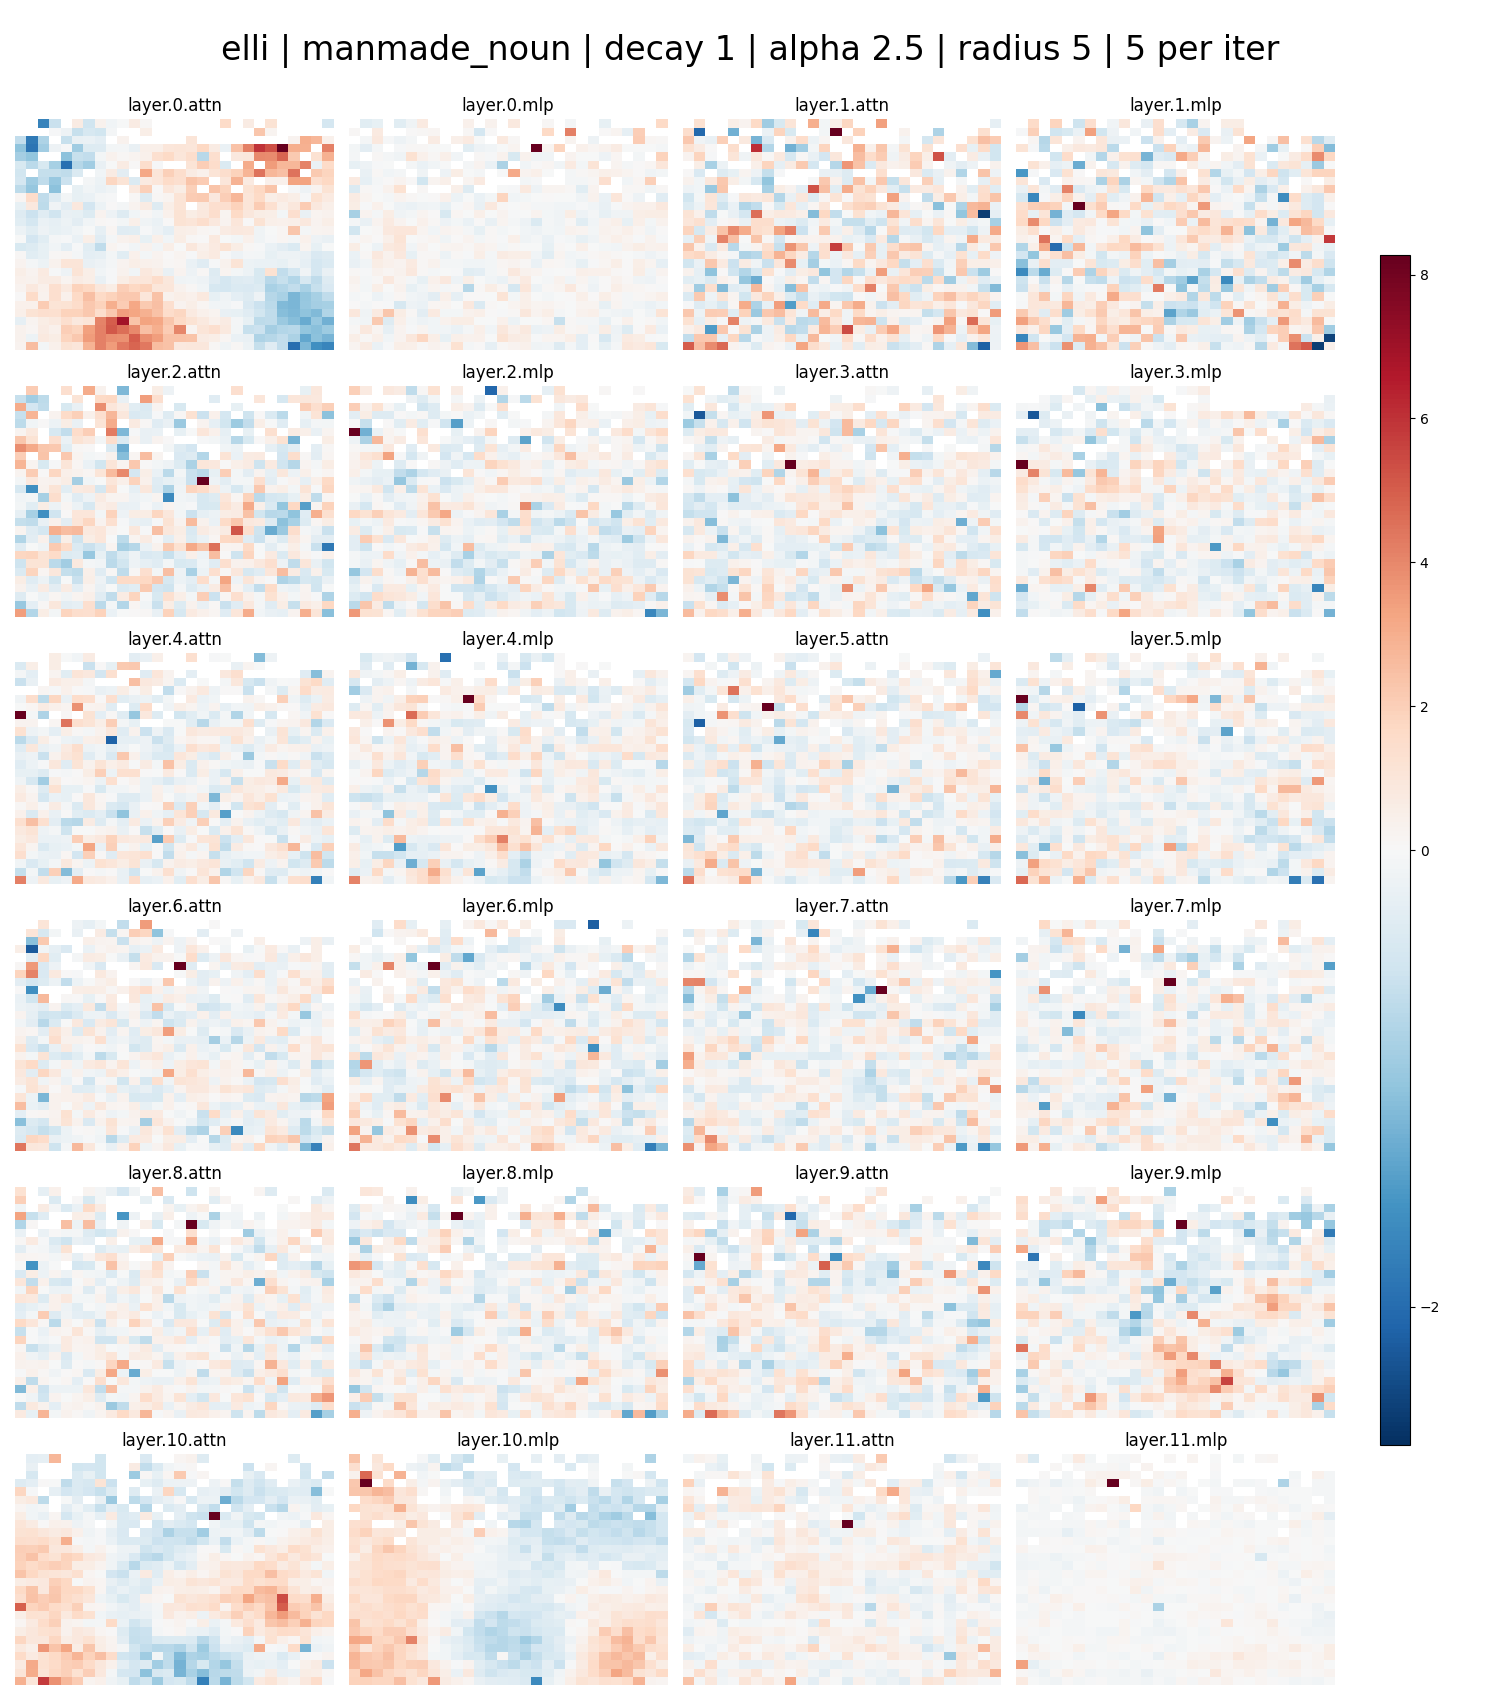 elli | manmade_noun | decay 1 | alpha 2.5 | radius 5 | 5 per iter
layer.0.attn layer.0.mlp layer.1.attn layer.1.mlp
layer.2.attn layer.2.mlp layer.3.attn layer.3.mlp
layer.4.attn layer.4.mlp layer.5.attn layer.5.mlp
layer.6.attn layer.6.mlp layer.7.attn layer.7.mlp
layer.8.attn layer.8.mlp layer.9.attn layer.9.mlp
layer.10.attn layer.10.mlp layer.11.attn layer.11.mlp
8
6
4
2
0
−2